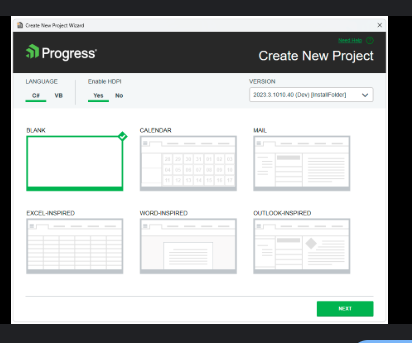 Create New Project Wizard
Need Help
Progress
Create New Project
LANGUAGE
Enable HDPI
VERSION
C# VB
Yes No
2023.3.1010.40 (Dev) [InstallFolder]
BLANK
CALENDAR
MAIL
EXCEL-INSPIRED
WORD-INSPIRED
OUTLOOK-INSPIRED
NEXT